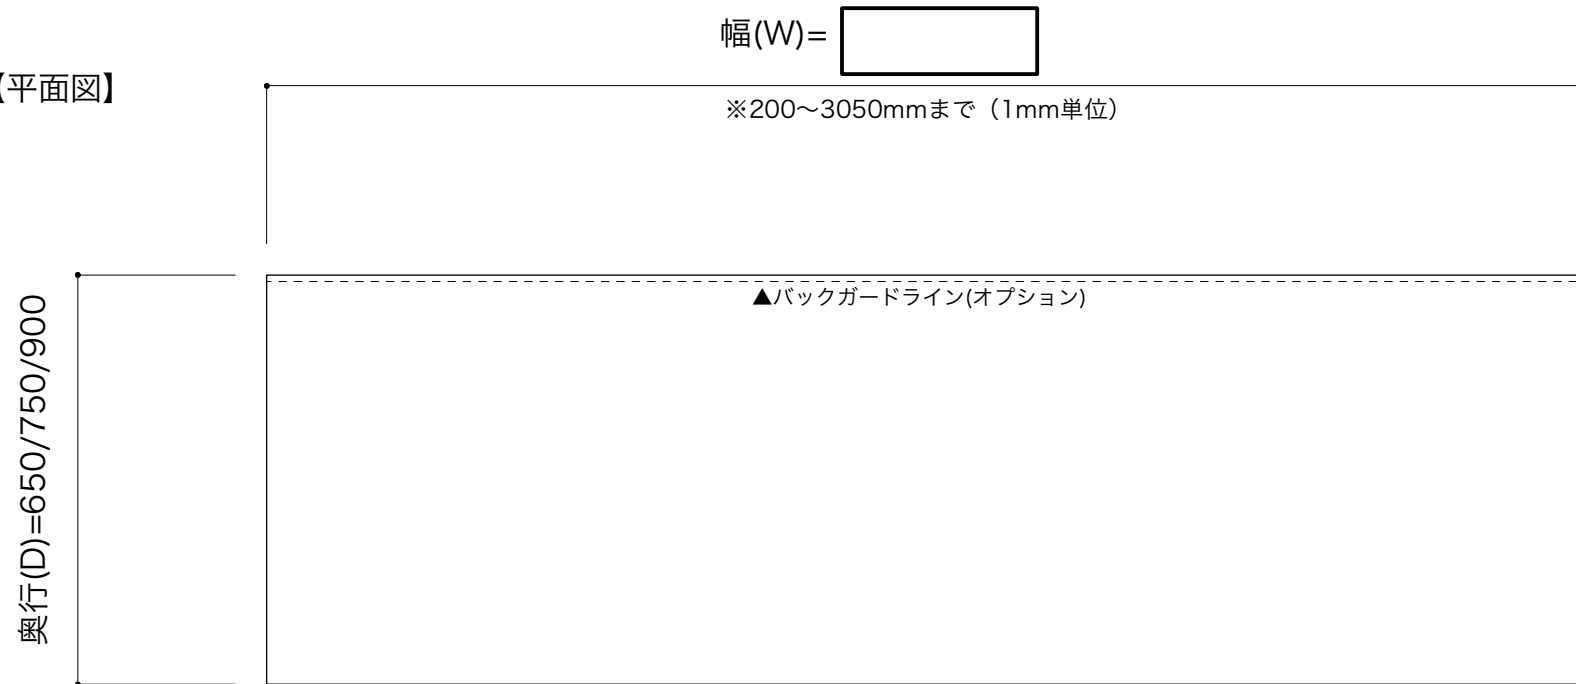 幅(W)=
【平面図】
※200〜3050mmまで（1mm単位）
▲バックガードライン(オプション)
奥行(D)=650/750/900